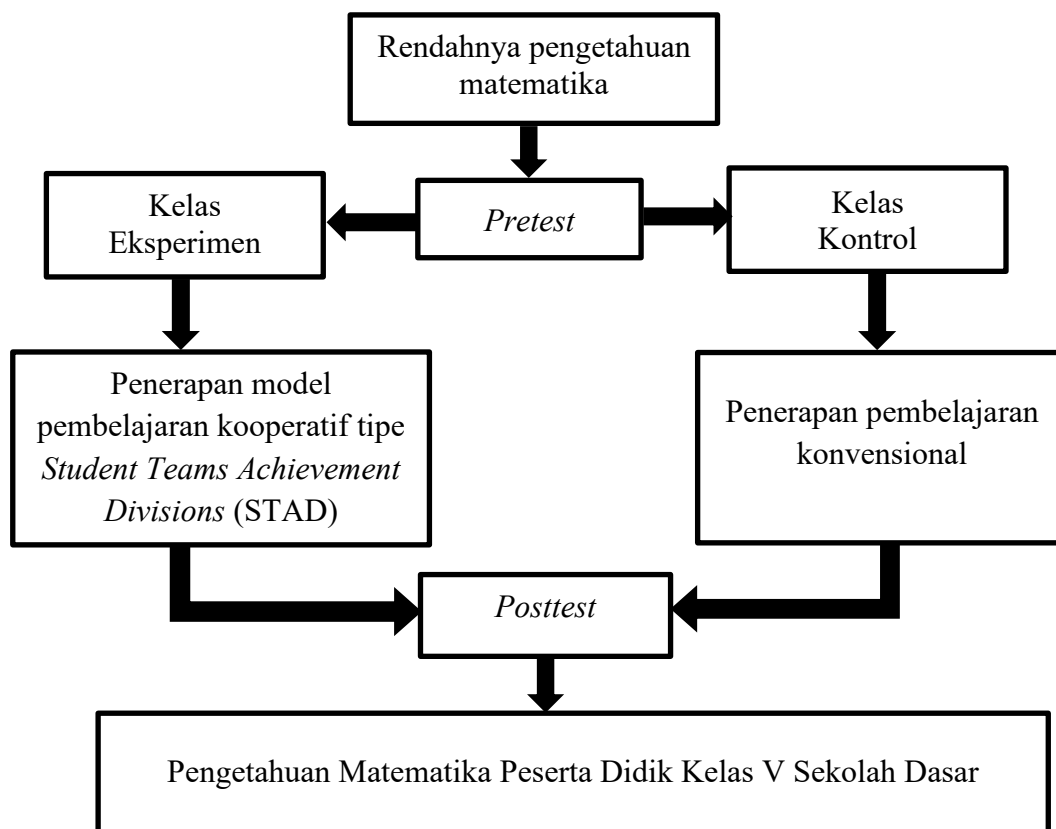 Rendahnya pengetahuan
matematika
Kelas
Eksperimen
Pretest
Kelas
Kontrol
Penerapan model
pembelajaran kooperatif tipe
Student Teams Achievement
Divisions (STAD)
Penerapan pembelajaran
konvensional
Posttest
Pengetahuan Matematika Peserta Didik Kelas V Sekolah Dasar